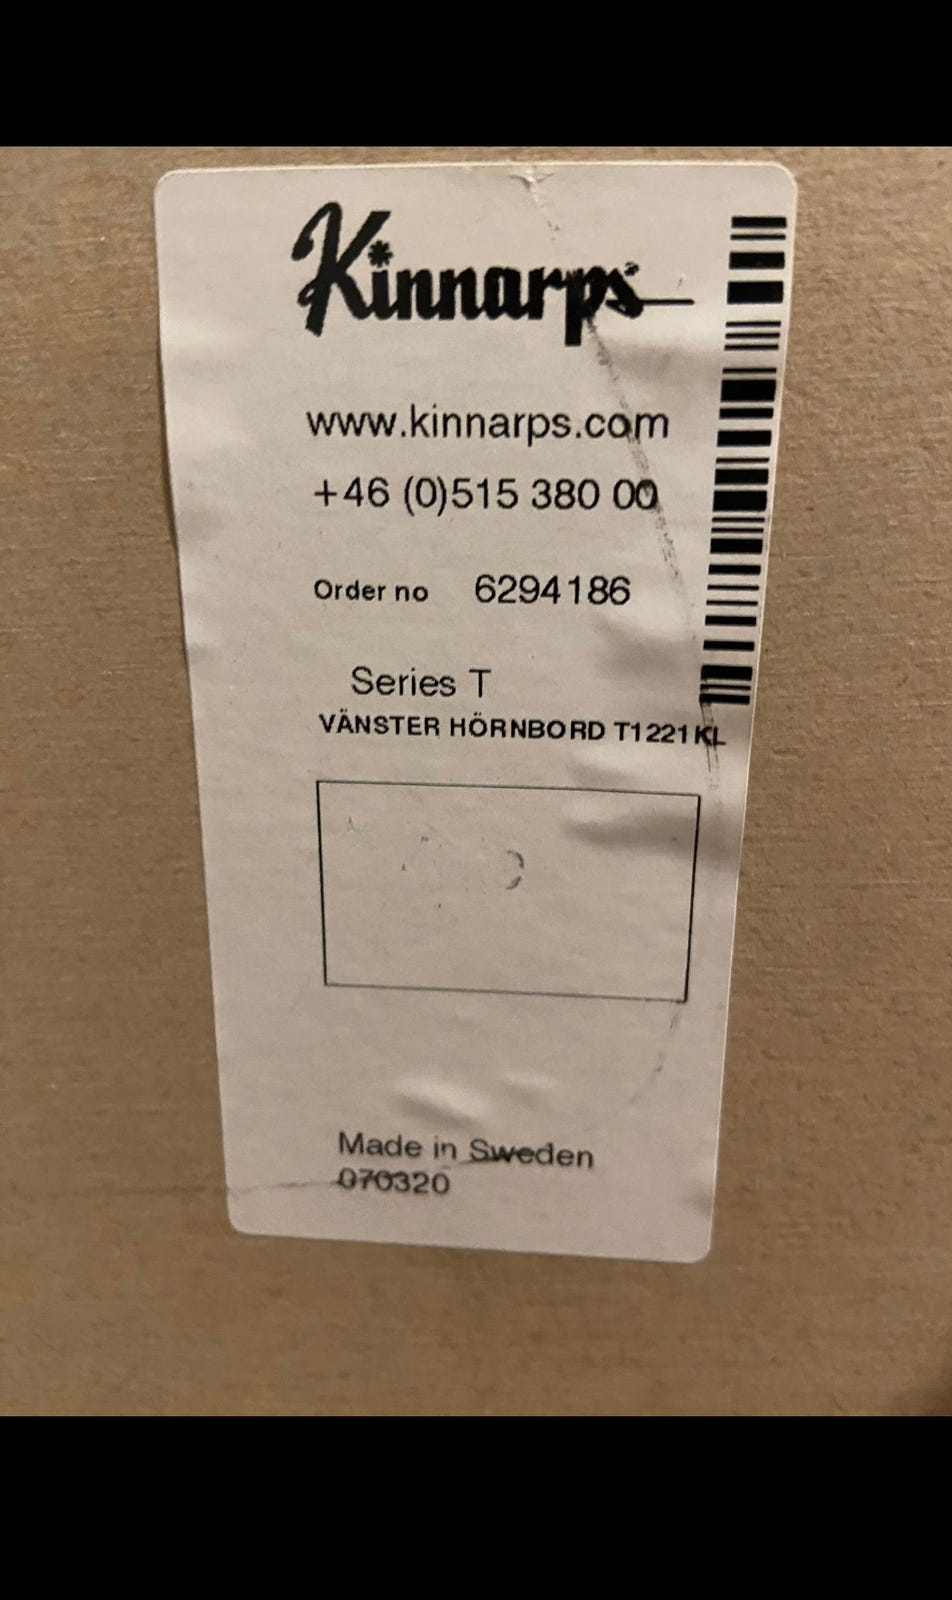 Kinnarps
www.kinnarps.com
+46 (0)515 380 00
Order no 6294186
Series T
VÄNSTER HÖRNBORD T1221KL
Made in Sweden
070320